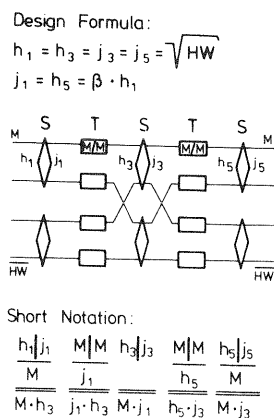 Design Formula:
h₁ = h₃ = j₃ = j₅ = √HW
j₁ = h₅ = β · h₁
S T S T S
M M/M M/M M
h₁ j₁ h₃ j₃ h₅ j₅
HW HW
Short Notation:
h₁|j₁ M|M h₃|j₃ M|M h₅|j₅
M j₁ h₅ M
M·h₃ j₁·h₃ M·j₁ h₅·j₃ M·j₃